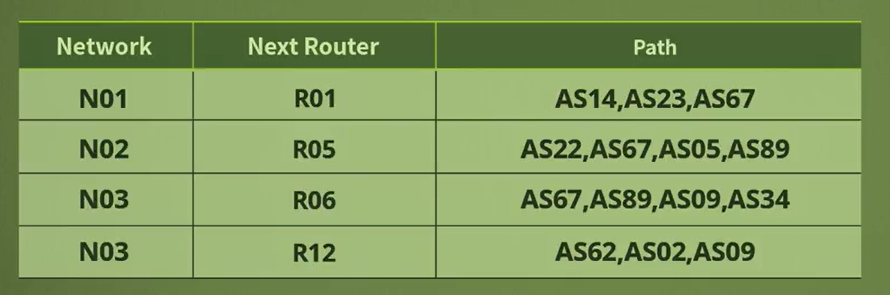 Network Next Router Path
N01 R01 AS14,AS23,AS67
N02 R05 AS22,AS67,AS05,AS89
N03 R06 AS67,AS89,AS09,AS34
N03 R12 AS62,AS02,AS09